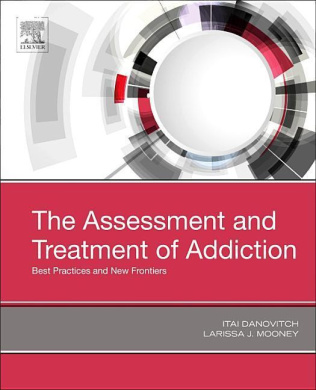 ELSEVIER
The Assessment and
Treatment of Addiction
Best Practices and New Frontiers
ITAI DANOVITCH
LARISSA J. MOONEY